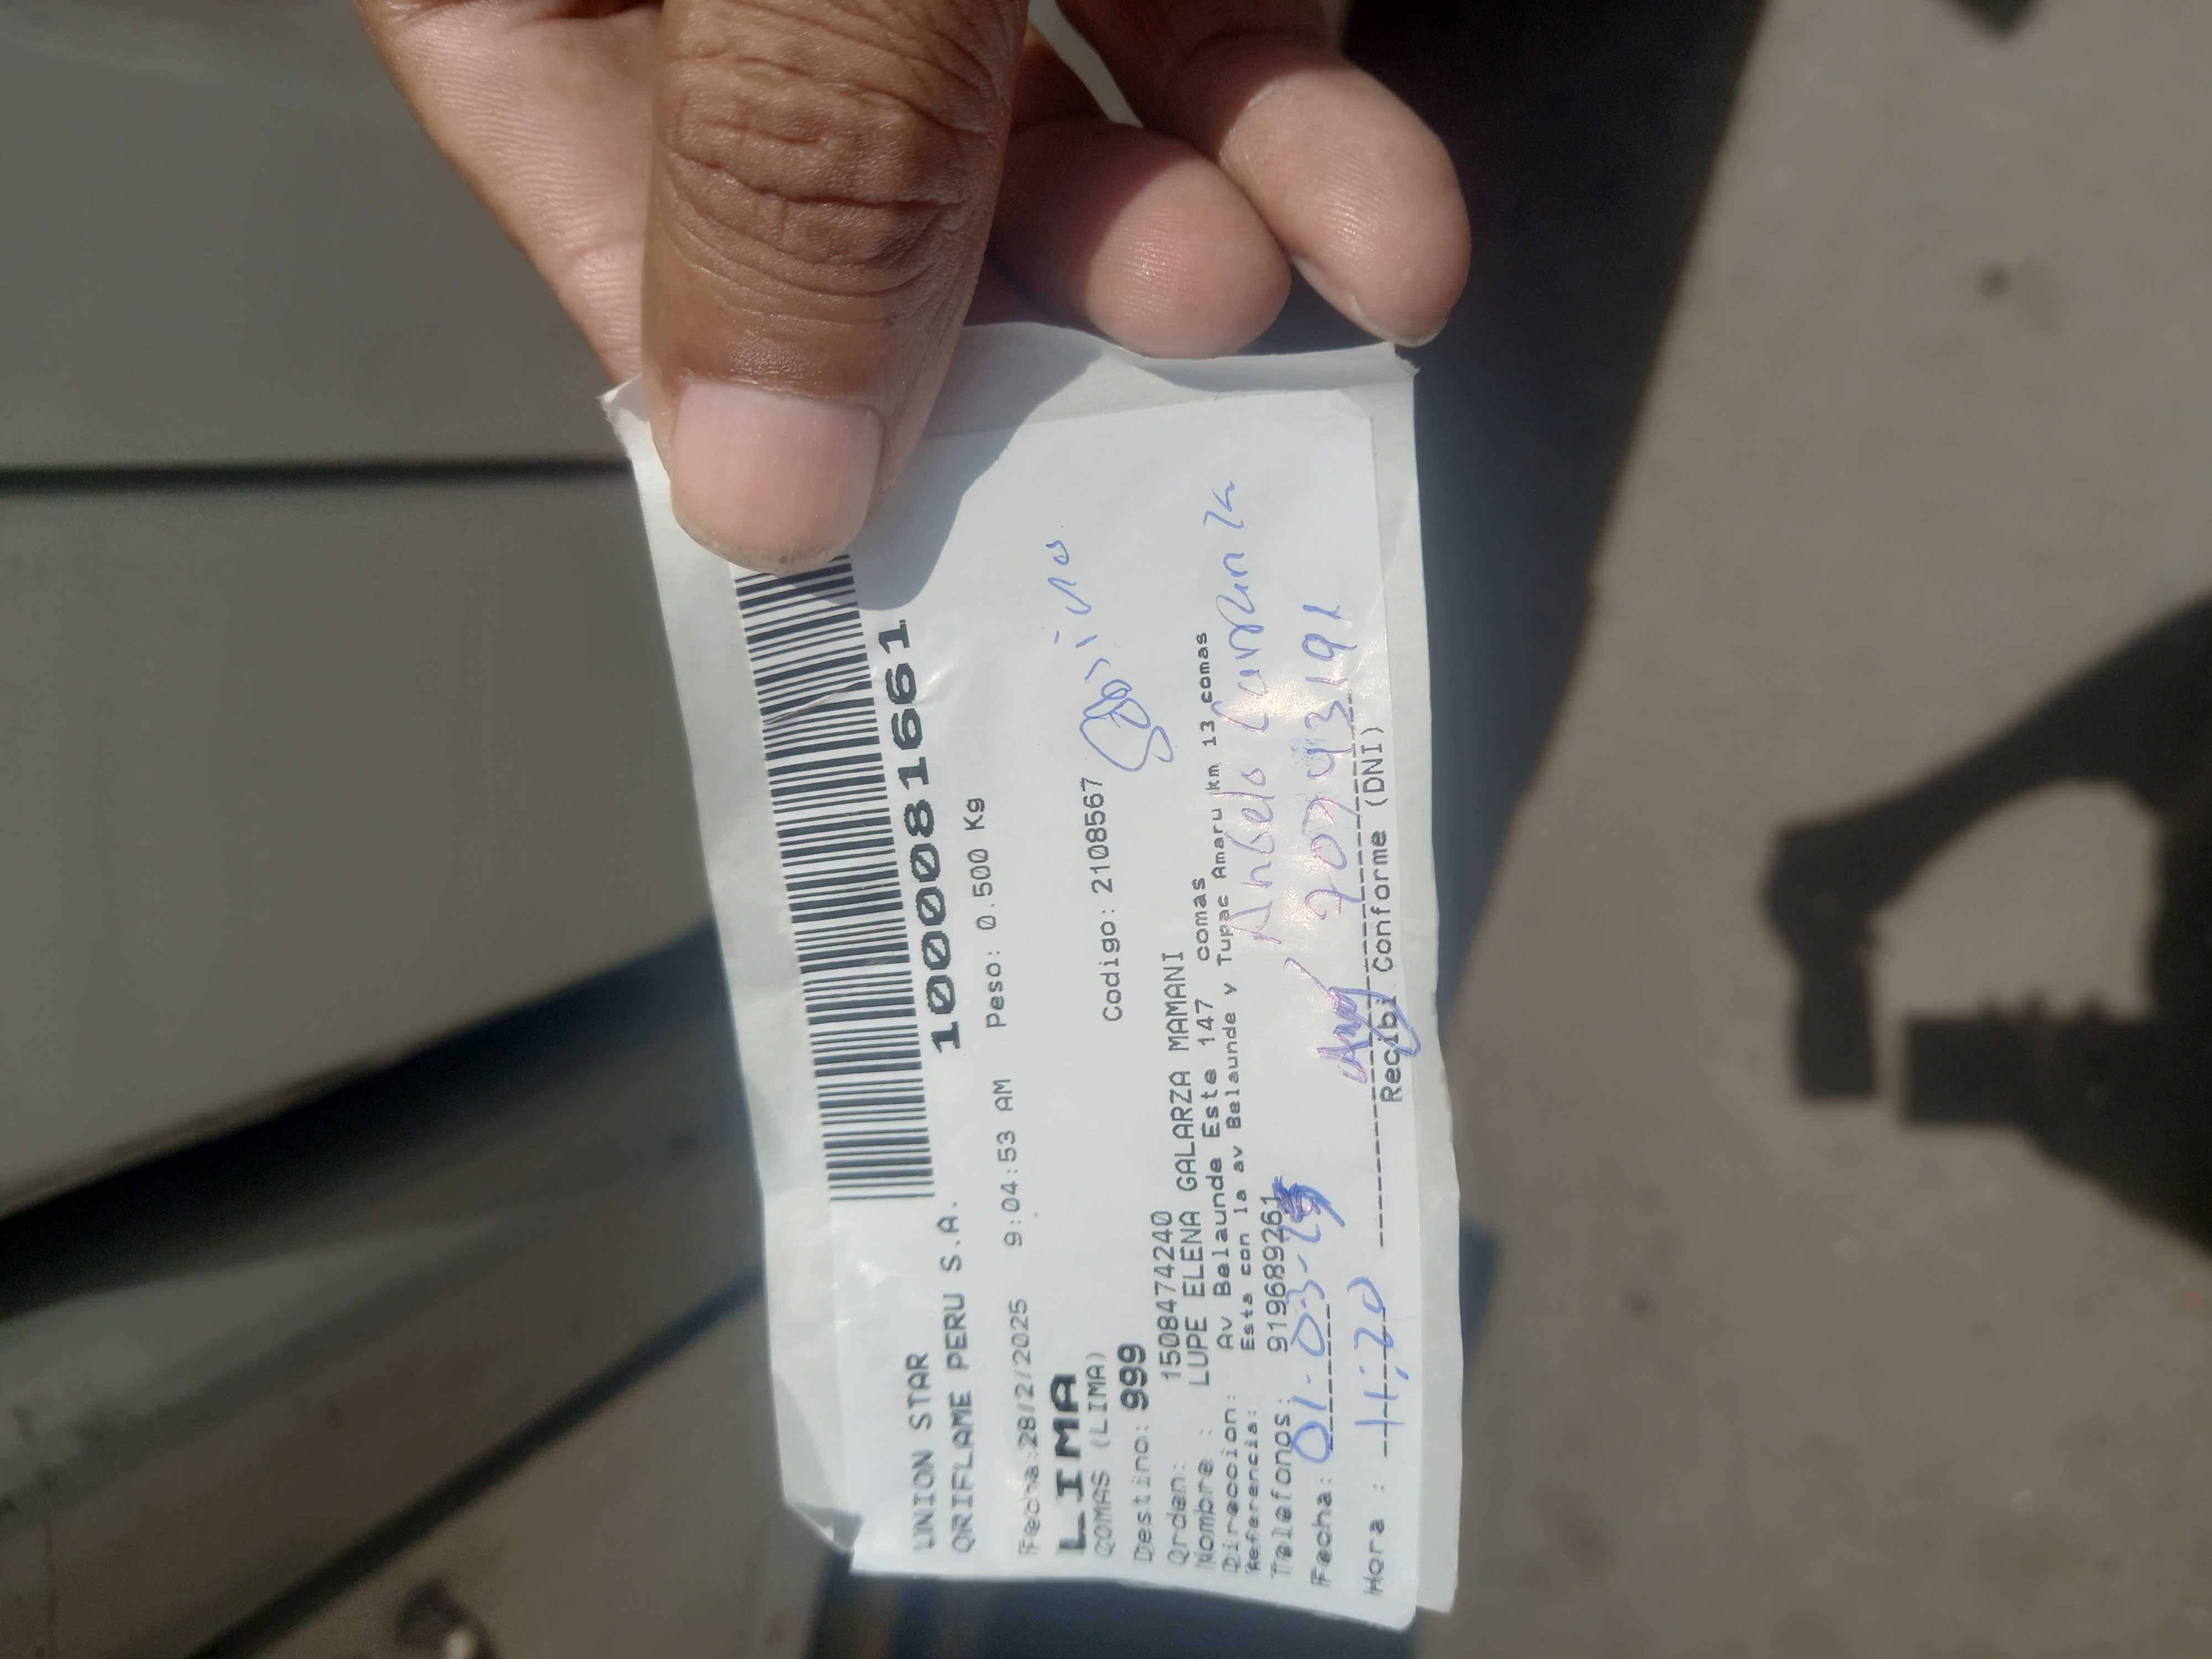 UNION STAR
ORIFLAME PERU S.A.
1000081661
Fecha:28/2/2025 9:04:53 AM Peso: 0.500 Kg
LIMA
COMAS (LIMA)
Destino: 999 Codigo: 2108567
Orden: 150847424​0
Nombre : LUPE ELENA GALARZA MAMANI
Direccion: Av Belaunde Este 147 comas
Referencia: Esta con la av Belaunde y Tupac Amaru km 13 comas
Telefonos: 919689261
Fecha: 01-03-25
Hora : 11:20
Recibi Conforme (DNI)